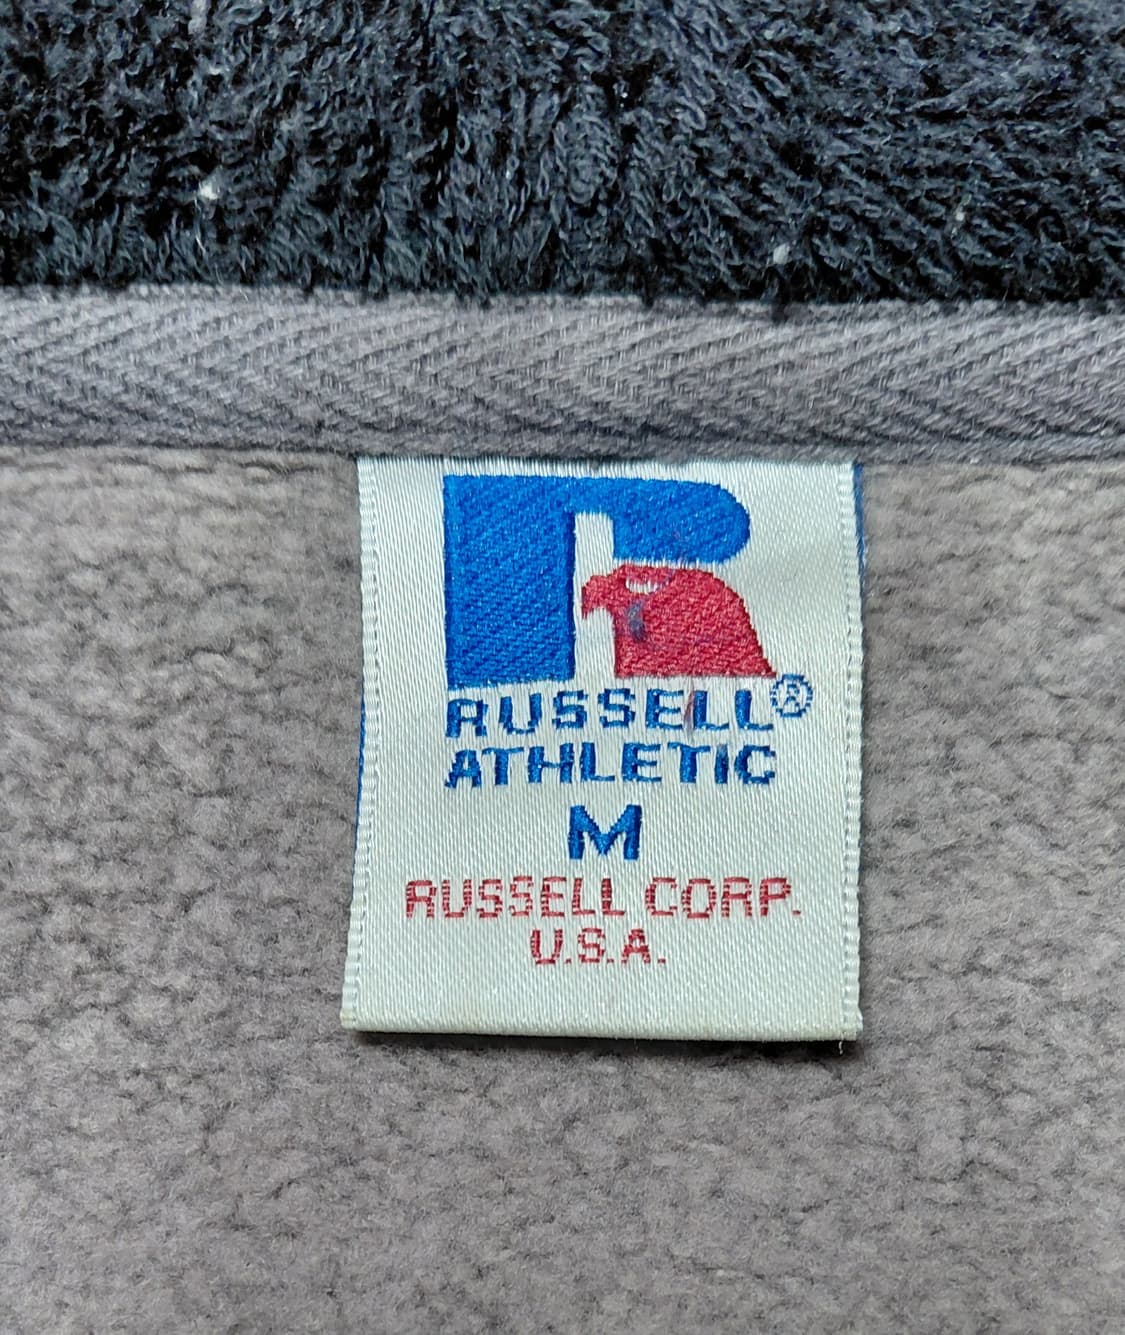 R
RUSSELL®
ATHLETIC
M
RUSSELL CORP.
U.S.A.